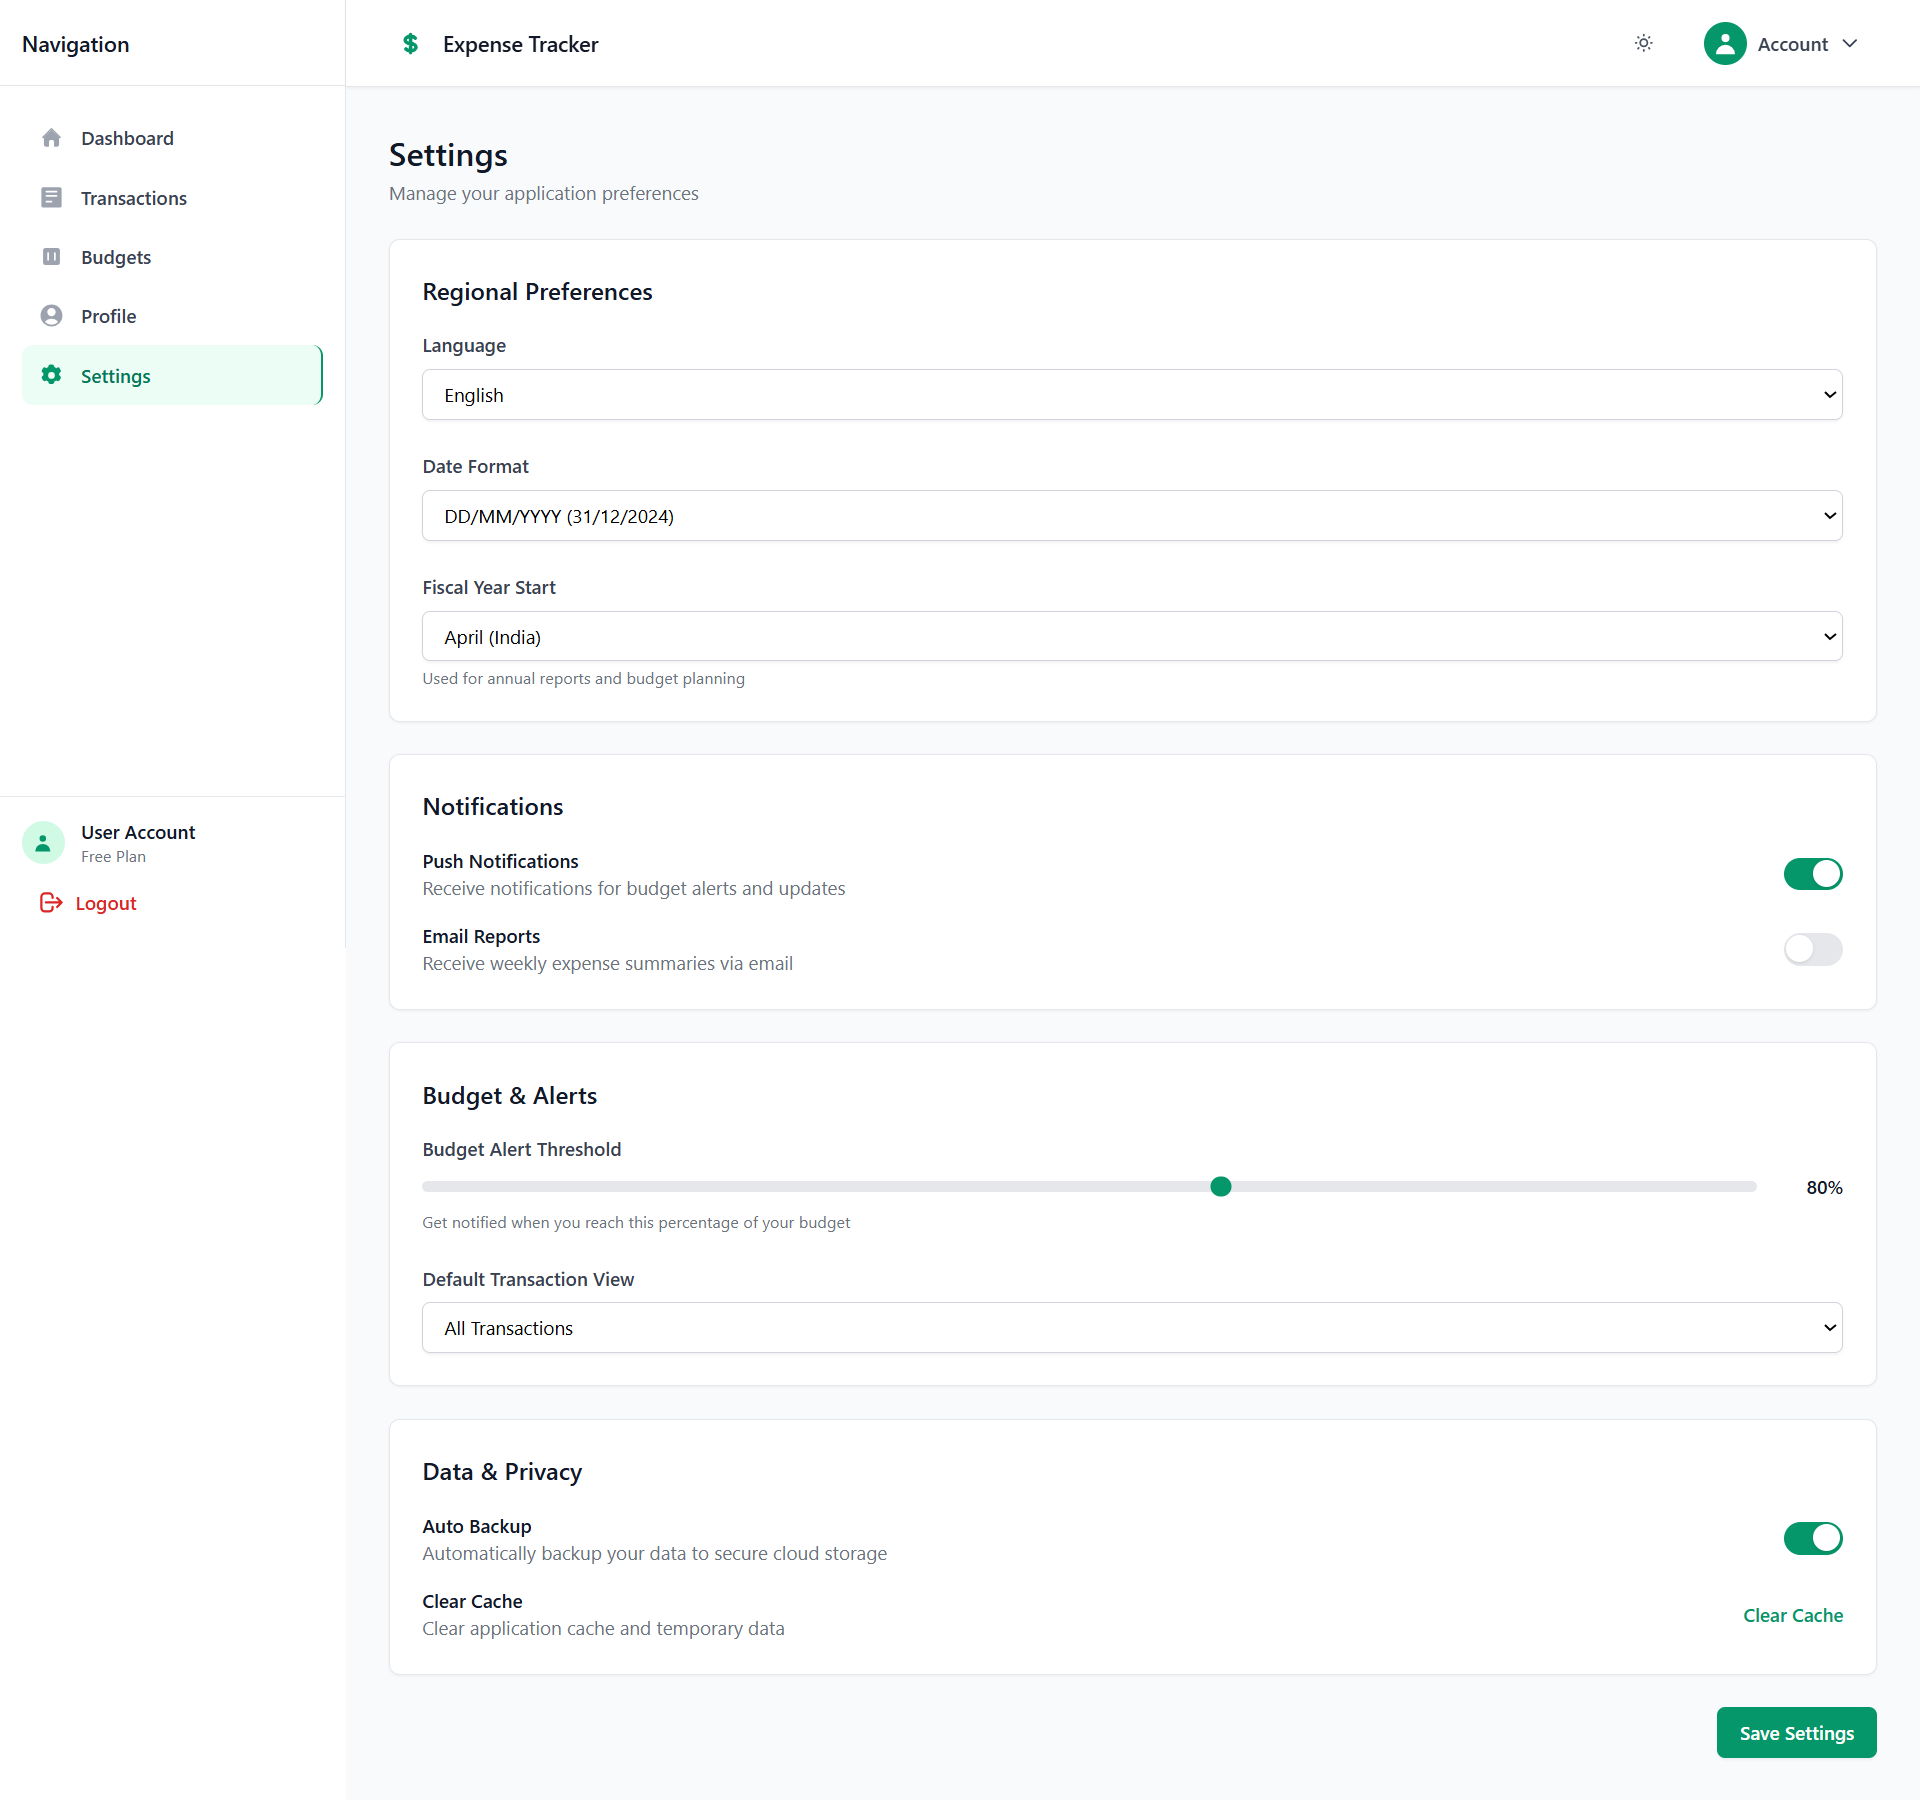 Navigation
Dashboard
Transactions
Budgets
Profile
Settings
User Account
Free Plan
Logout
Expense Tracker
Account
Settings
Manage your application preferences
Regional Preferences
Language
English
Date Format
DD/MM/YYYY (31/12/2024)
Fiscal Year Start
April (India)
Used for annual reports and budget planning
Notifications
Push Notifications
Receive notifications for budget alerts and updates
Email Reports
Receive weekly expense summaries via email
Budget & Alerts
Budget Alert Threshold
80%
Get notified when you reach this percentage of your budget
Default Transaction View
All Transactions
Data & Privacy
Auto Backup
Automatically backup your data to secure cloud storage
Clear Cache
Clear application cache and temporary data
Clear Cache
Save Settings